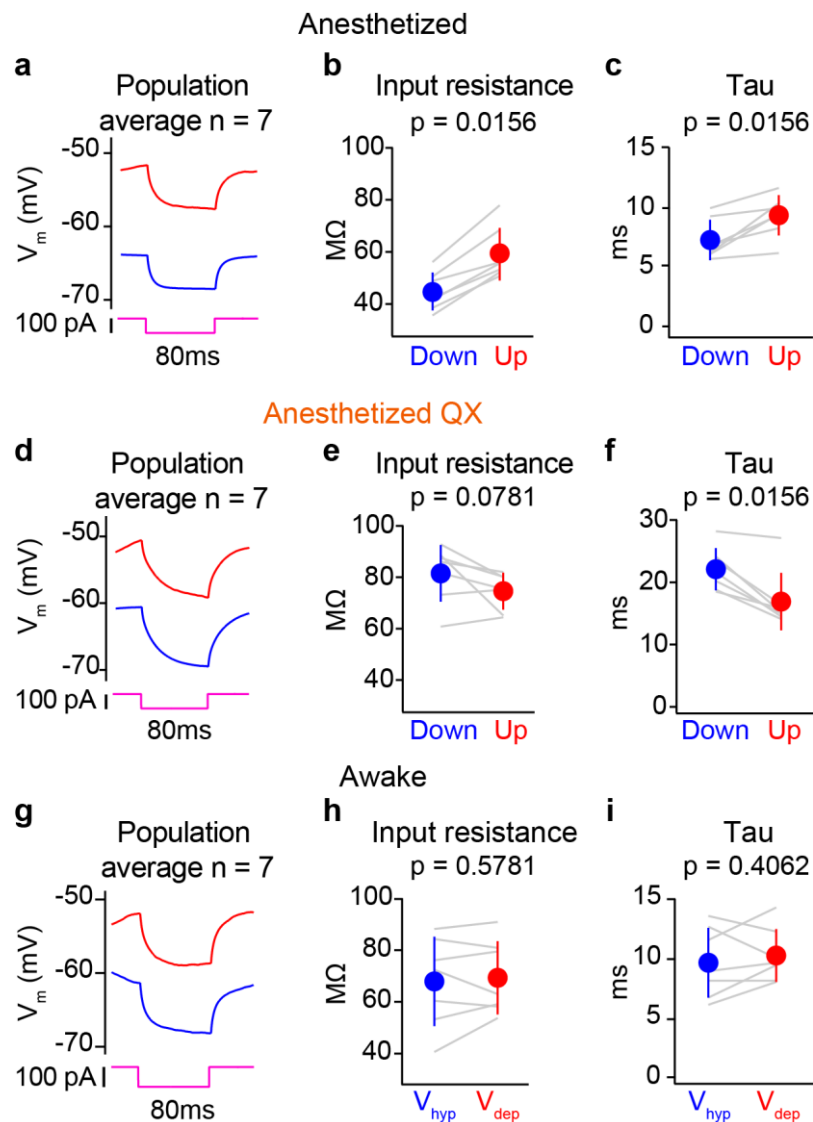 Anesthetized
a
Population
average n = 7
-50
-60
-70
Vm (mV)
100 pA
80ms
b
Input resistance
p = 0.0156
100
80
60
40
MΩ
Down Up
c
Tau
p = 0.0156
15
10
5
0
ms
Down Up
Anesthetized QX
d
Population
average n = 7
-50
-60
-70
Vm (mV)
100 pA
80ms
e
Input resistance
p = 0.0781
100
80
60
40
MΩ
Down Up
f
Tau
p = 0.0156
30
20
10
0
ms
Down Up
Awake
g
Population
average n = 7
-50
-60
-70
Vm (mV)
100 pA
80ms
h
Input resistance
p = 0.5781
100
80
60
40
MΩ
Vhyp Vdep
i
Tau
p = 0.4062
15
10
5
0
ms
Vhyp Vdep